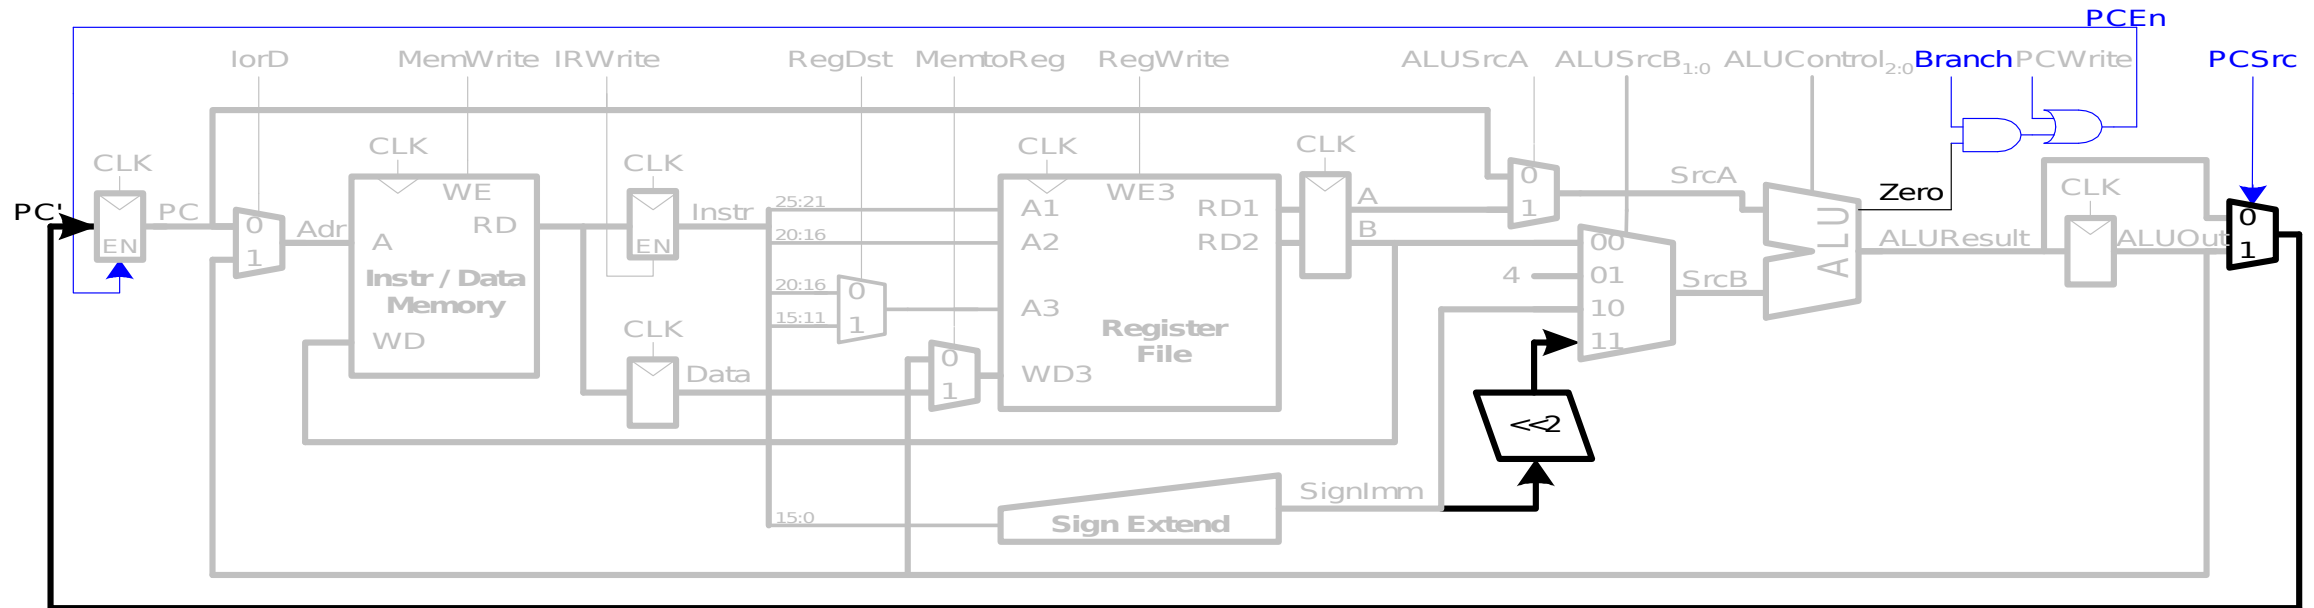 PCEn
IorD MemWrite IRWrite RegDst MemtoReg RegWrite ALUSrcA ALUSrcB1:0 ALUControl2:0 Branch PCWrite PCSrc
CLK CLK CLK CLK CLK
WE WE3 0 SrcA CLK
PC' PC Adr A RD Instr 25:21 A1 RD1 A 1 Zero 0
EN 0 1 EN 20:16 A2 RD2 B 00 ALU ALUResult ALUOut 1
Instr / Data 4 01 SrcB
Memory 20:16 0 A3 10
WD CLK 15:11 1 Register 11
Data 0 File
1 WD3
<<2
SignImm
15:0 Sign Extend